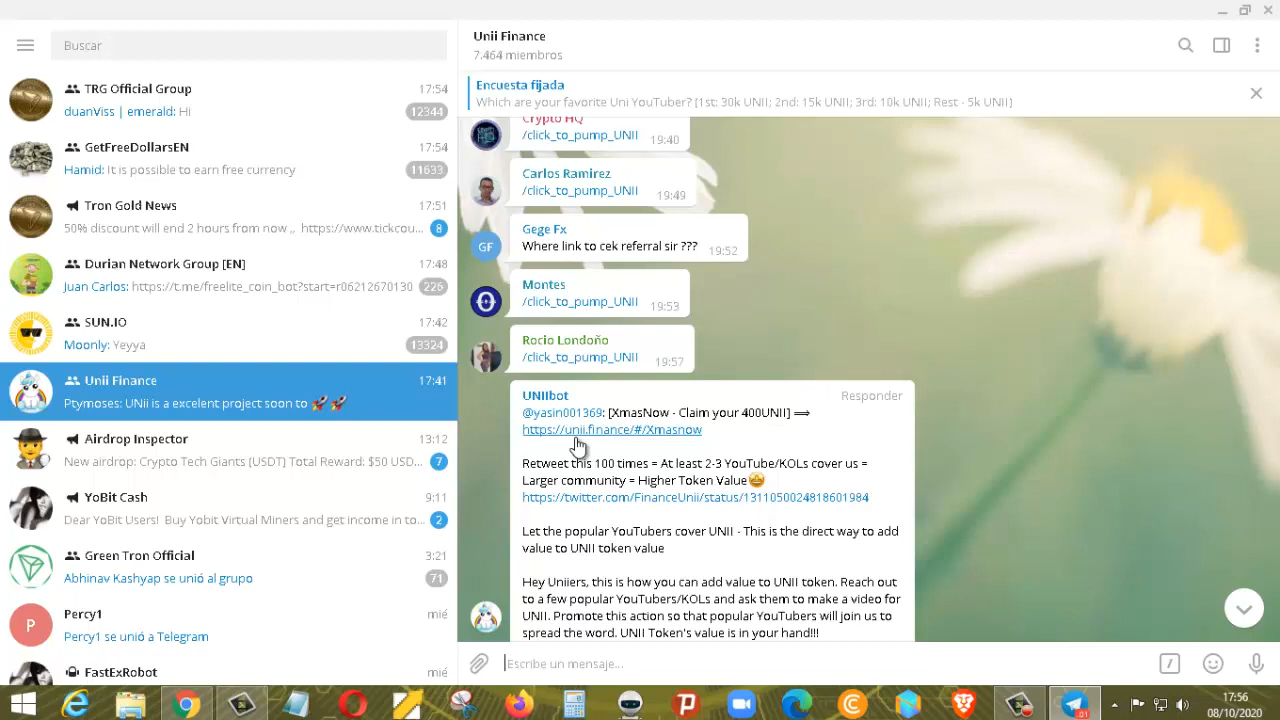 Buscar
TRG Official Group
17:54
duanViss | emerald: Hi
12344
GetFreeDollarsEN
17:54
Hamid: It is possible to earn free currency
11633
Tron Gold News
17:51
50% discount will end 2 hours from now ,, https://www.tickcou...
8
Durian Network Group [EN]
17:48
Juan Carlos: https://t.me/freelite_coin_bot?start=r06212670130
226
SUN.IO
17:42
Moonly: Yeyya
13324
Unii Finance
17:41
Ptymoses: UNii is a excelent project soon to 🚀 🚀
Airdrop Inspector
13:12
New airdrop: Crypto Tech Giants [USDT] Total Reward: $50 USD...
7
YoBit Cash
9:11
Dear YoBit Users! Buy Yobit Virtual Miners and get income in to...
2
Green Tron Official
3:21
Abhinav Kashyap se unió al grupo
71
Percy1
mié
P
Percy1 se unió a Telegram
FastExRobot
mié
Unii Finance
7.464 miembros
Encuesta fijada
Which are your favorite Uni YouTuber? [1st: 30k UNII; 2nd: 15k UNII; 3rd: 10k UNII; Rest - 5k UNII]
Crypto HQ
/click_to_pump_UNII
19:40
Carlos Ramirez
/click_to_pump_UNII
19:49
Gege Fx
GF
Where link to cek referral sir ???
19:52
Montes
/click_to_pump_UNII
19:53
Rocio Londoño
/click_to_pump_UNII
19:57
UNIIbot
Responder
@yasin001369: [XmasNow - Claim your 400UNII] ⟹
https://unii.finance/#/Xmasnow
Retweet this 100 times = At least 2-3 YouTube/KOLs cover us =
Larger community = Higher Token Value🤩
https://twitter.com/FinanceUnii/status/1311050024818601984
Let the popular YouTubers cover UNII - This is the direct way to add
value to UNII token value
Hey Uniiers, this is how you can add value to UNII token. Reach out
to a few popular YouTubers/KOLs and ask them to make a video for
UNII. Promote this action so that popular YouTubers will join us to
spread the word. UNII Token's value is in your hand!!!
Escribe un mensaje...
17:56
08/10/2020